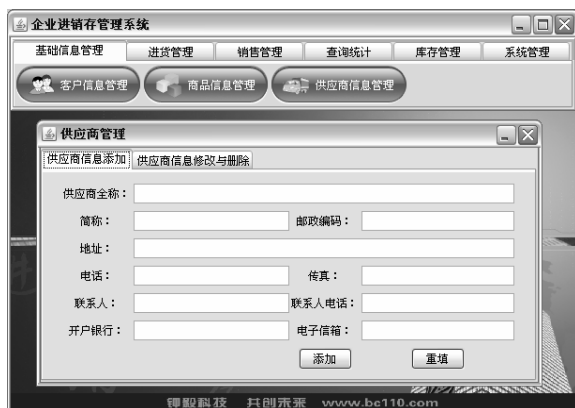 企业进销存管理系统
基础信息管理 进货管理 销售管理 查询统计 库存管理 系统管理
客户信息管理 商品信息管理 供应商信息管理
供应商管理
供应商信息添加 供应商信息修改与删除
供应商全称：
简称： 邮政编码：
地址：
电话： 传真：
联系人： 联系人电话：
开户银行： 电子信箱：
添加 重填
科技 共创未来 www.bc110.com